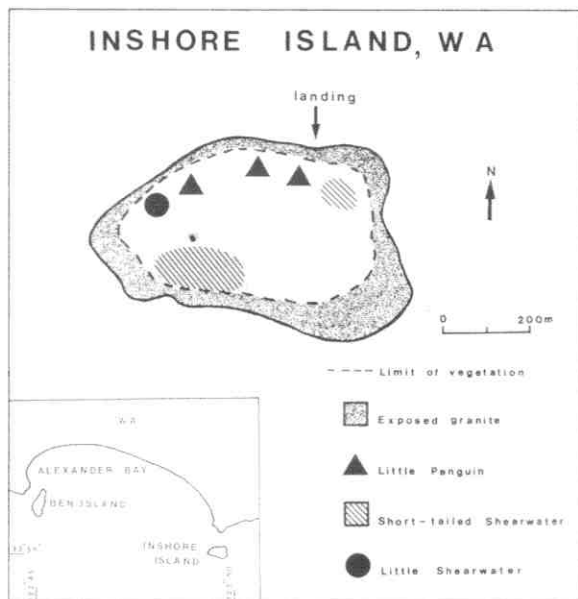 INSHORE ISLAND, WA
landing
N
0 200m
Limit of vegetation
Exposed granite
Little Penguin
Short-tailed Shearwater
Little Shearwater
WA
ALEXANDER BAY
BEN ISLAND
INSHORE
ISLAND